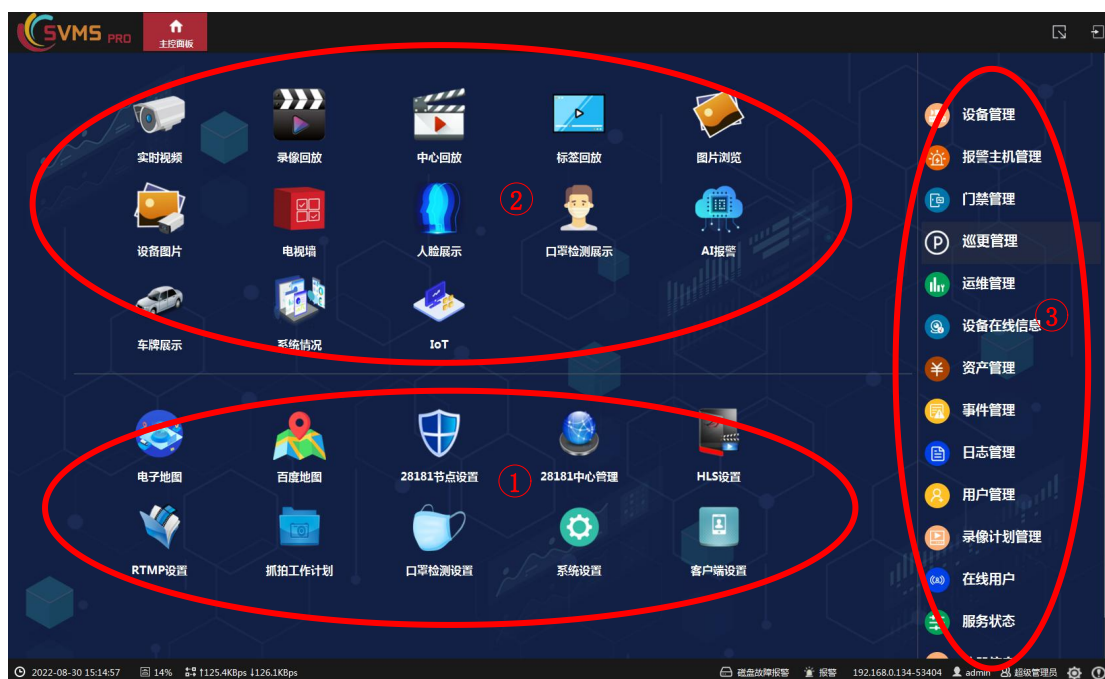 SVMS PRO
主控面板
实时视频 录像回放 中心回放 标签回放 图片浏览
设备图片 电视墙 人脸展示 口罩检测展示 AI报警
②
车牌展示 系统情况 IoT
电子地图 百度地图 28181节点设置 28181中心管理 HLS设置
①
RTMP设置 抓拍工作计划 口罩检测设置 系统设置 客户端设置
设备管理
报警主机管理
门禁管理
巡更管理
运维管理
设备在线信息
③
资产管理
事件管理
日志管理
用户管理
录像计划管理
在线用户
服务状态
2022-08-30 15:14:57 14% ↑125.4KBps ↓126.1KBps 磁盘故障报警 报警 192.168.0.134-53404 admin 超级管理员